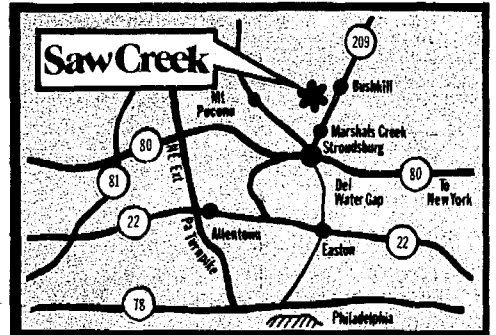 Saw Creek
209
Bushkill
Mt
Pocono
Marshals Creek
Stroudsburg
80
N.E. Ext
81
Del
Water Gap
80
To
New York
22
Pa Turnpike
Allentown
Easton
22
78
Philadelphia